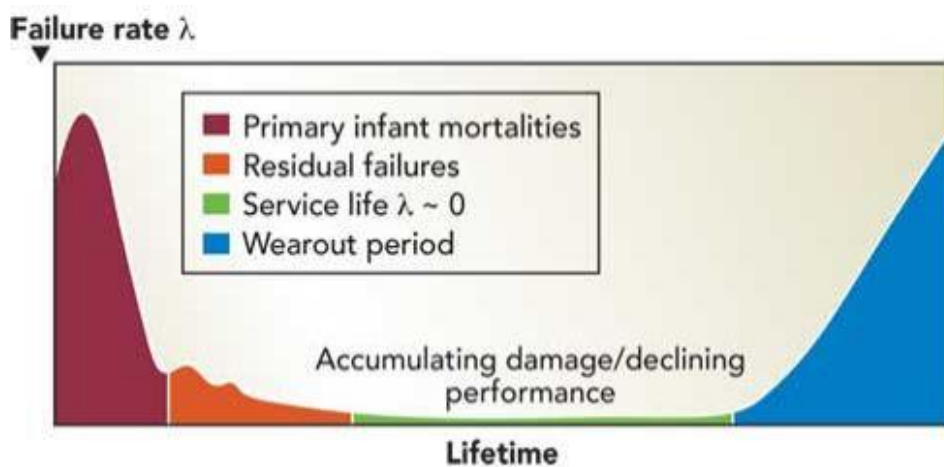 Failure rate λ
Primary infant mortalities
Residual failures
Service life λ ~ 0
Wearout period
Accumulating damage/declining
performance
Lifetime